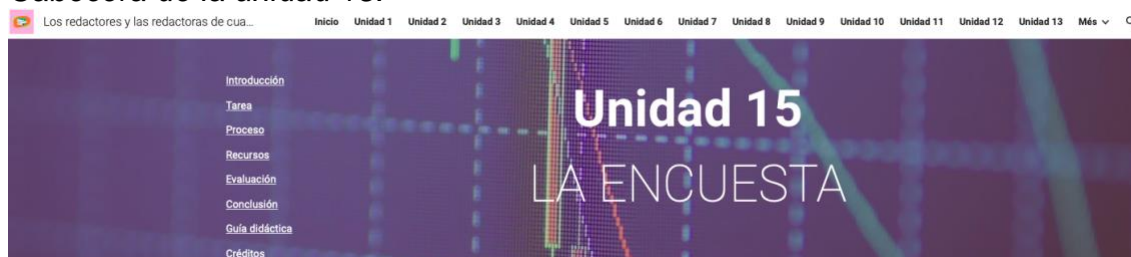 Cabecera de la unidad 15.
Los redactores y las redactoras de cua... Inicio Unidad 1 Unidad 2 Unidad 3 Unidad 4 Unidad 5 Unidad 6 Unidad 7 Unidad 8 Unidad 9 Unidad 10 Unidad 11 Unidad 12 Unidad 13 Més
Introducción
Tarea
Proceso
Recursos
Evaluación
Conclusión
Guía didáctica
Créditos
Unidad 15
LA ENCUESTA